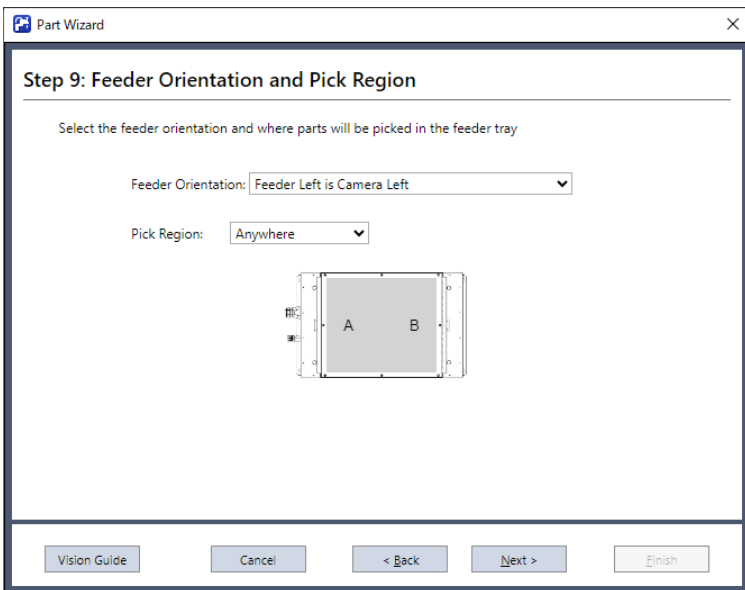 Part Wizard
Step 9: Feeder Orientation and Pick Region
Select the feeder orientation and where parts will be picked in the feeder tray
Feeder Orientation: Feeder Left is Camera Left
Pick Region: Anywhere
A B
Vision Guide Cancel < Back Next > Finish